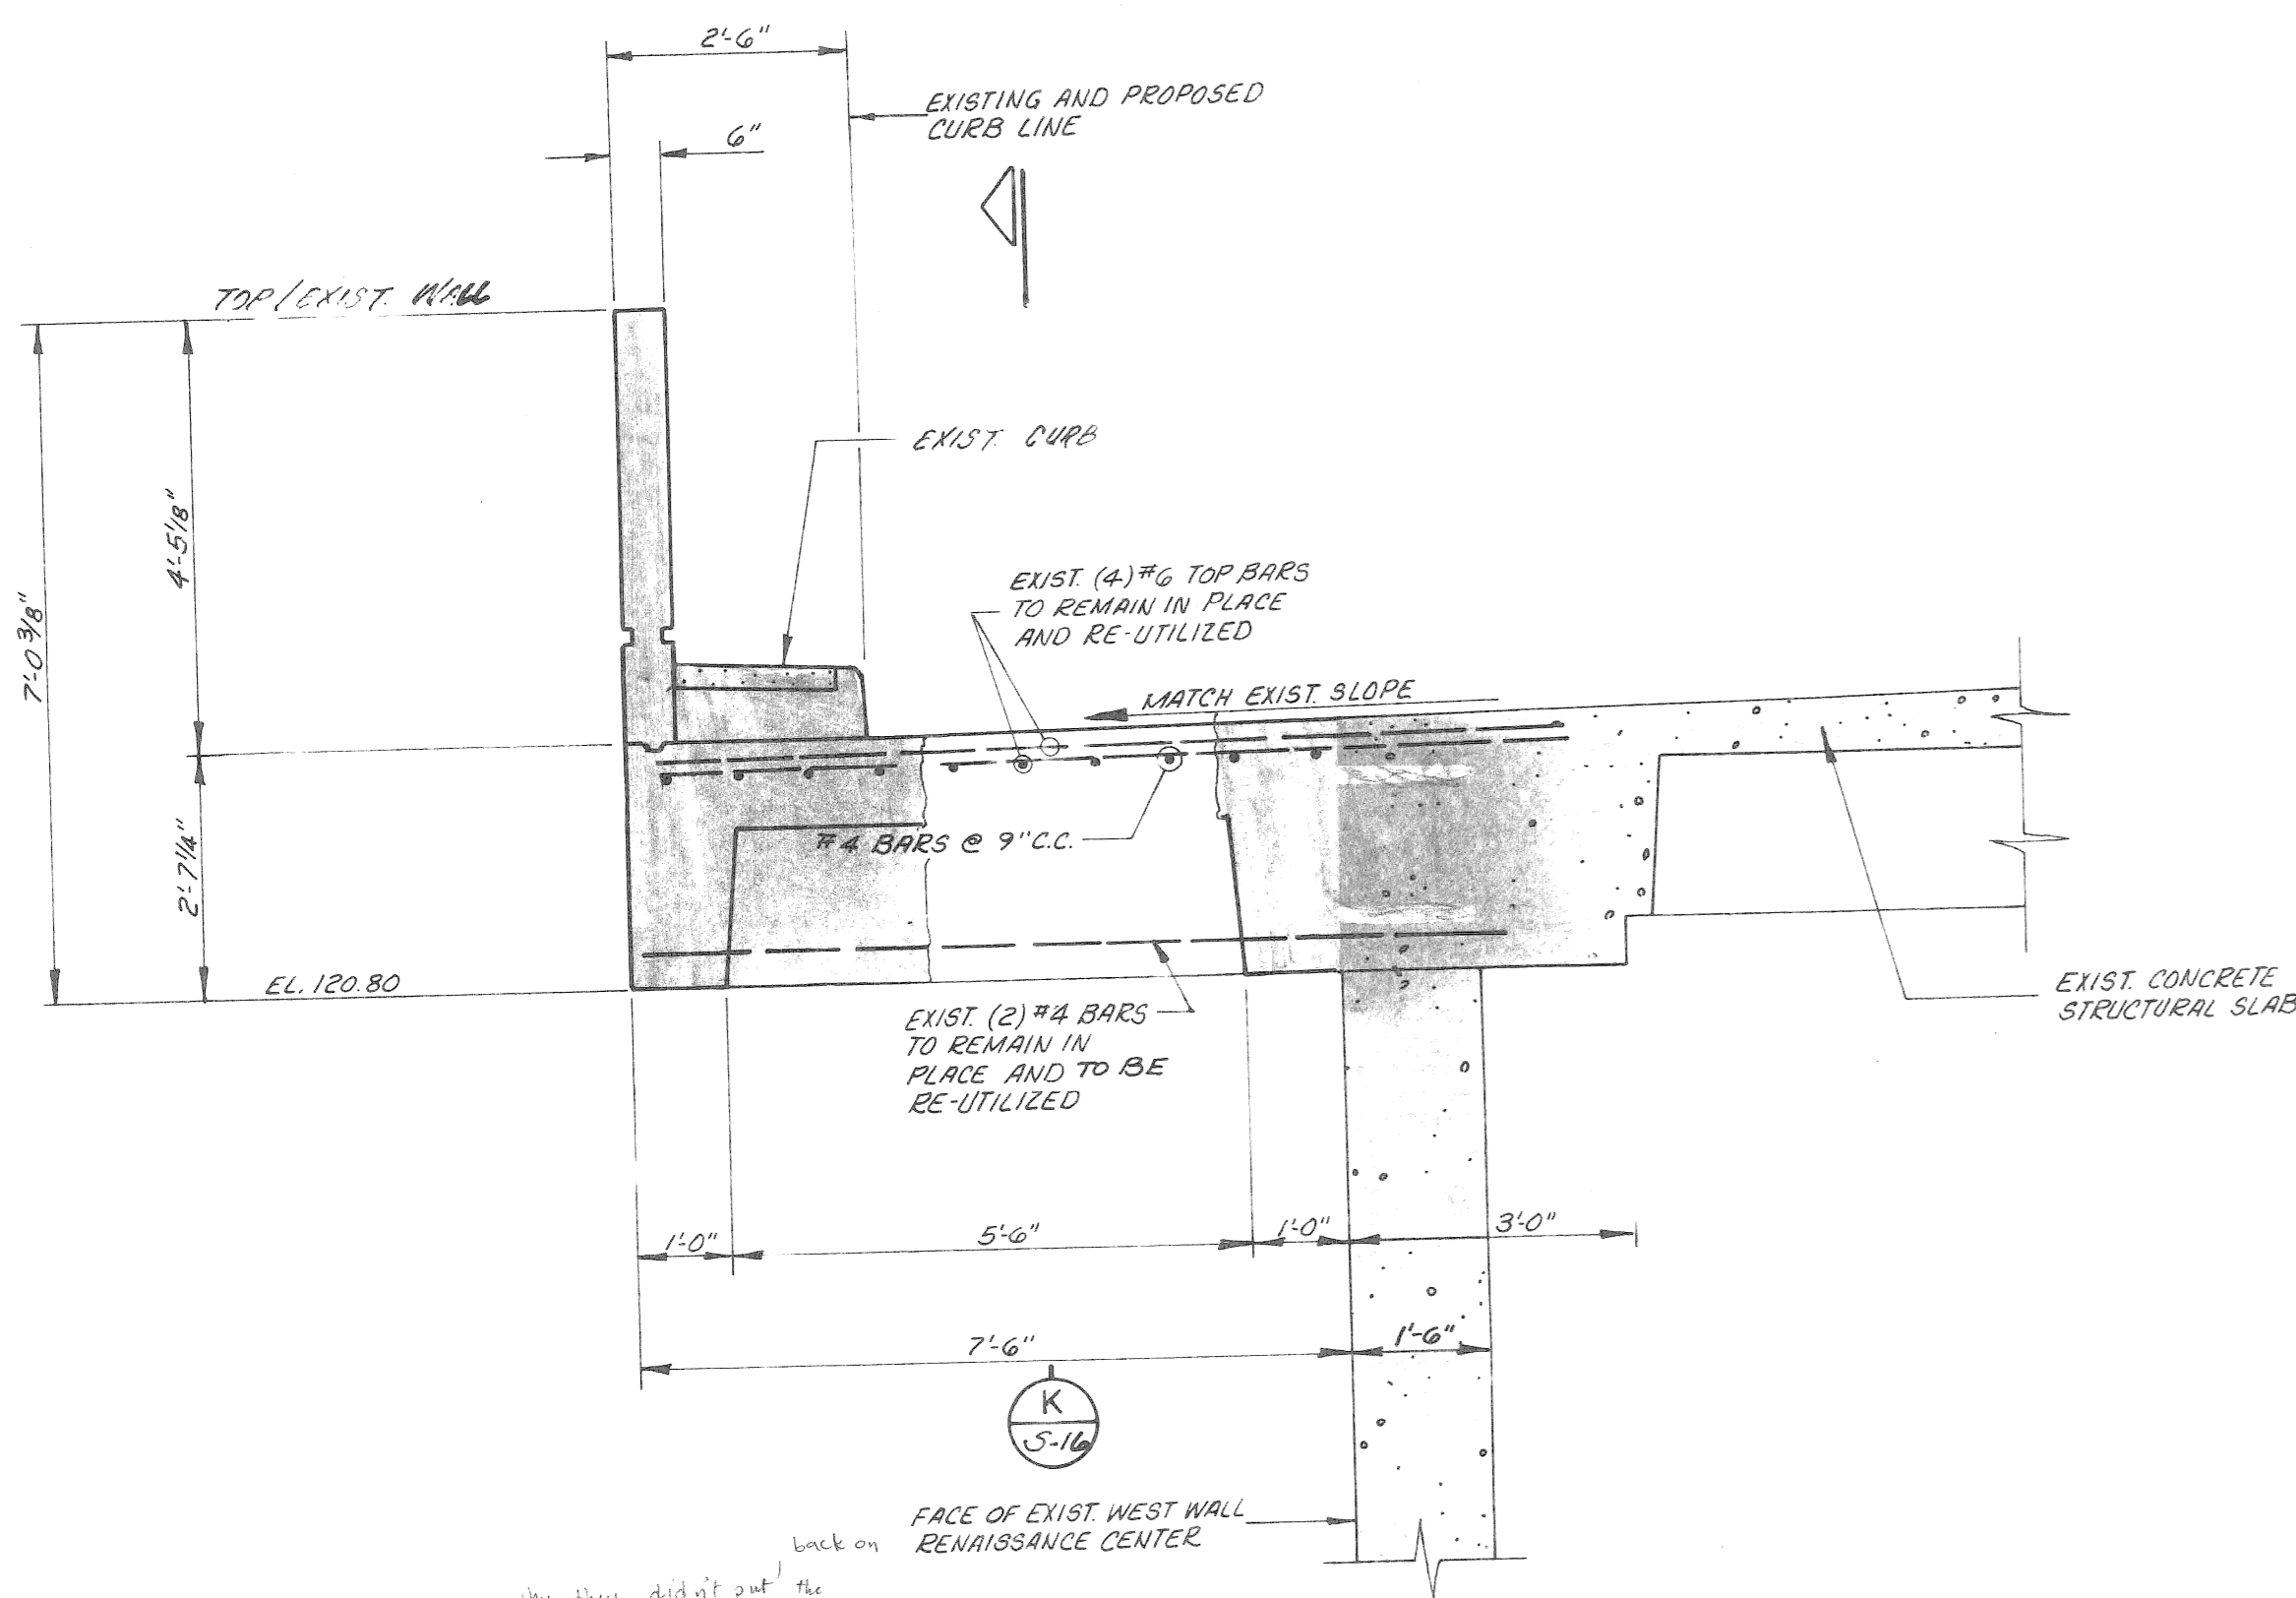 2'-6"
EXISTING AND PROPOSED
CURB LINE
6"
TOP/EXIST. WALL
EXIST. CURB
4'-5 1/8"
7'-0 3/8"
EXIST. (4) #6 TOP BARS
TO REMAIN IN PLACE
AND RE-UTILIZED
MATCH EXIST. SLOPE
2'-7 1/4"
#4 BARS @ 9" C.C.
EL. 120.80
EXIST. (2) #4 BARS
TO REMAIN IN
PLACE AND TO BE
RE-UTILIZED
EXIST. CONCRETE
STRUCTURAL SLAB
1'-0"
5'-6"
1'-0"
3'-0"
7'-6"
1'-6"
K
S-16
FACE OF EXIST. WEST WALL
RENAISSANCE CENTER
back on
they didn't put the